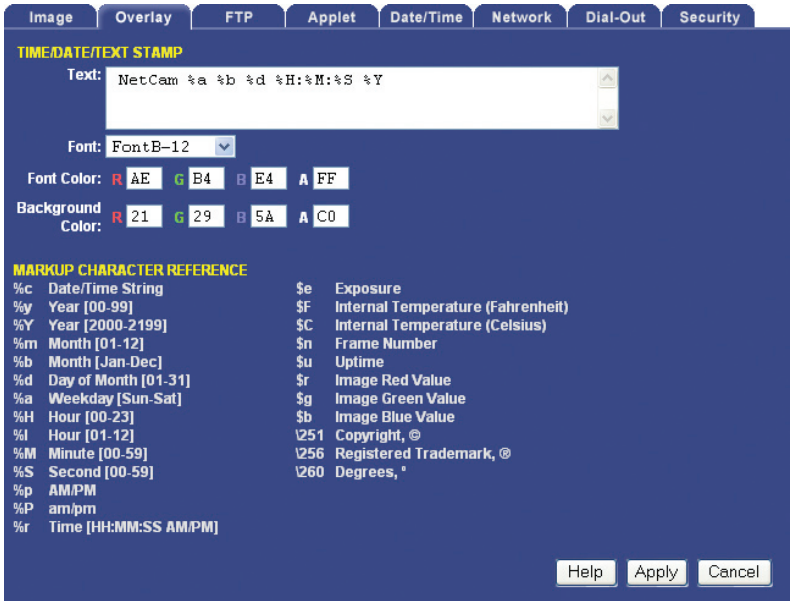 Image Overlay FTP Applet Date/Time Network Dial-Out Security
TIME/DATE/TEXT STAMP
Text: NetCam %a %b %d %H:%M:%S %Y
Font: FontB-12
Font Color: R AE G B4 B E4 A FF
Background
Color: R 21 G 29 B 5A A C0
MARKUP CHARACTER REFERENCE
%c Date/Time String $e Exposure
%y Year [00-99] $F Internal Temperature (Fahrenheit)
%Y Year [2000-2199] $C Internal Temperature (Celsius)
%m Month [01-12] $n Frame Number
%b Month [Jan-Dec] $u Uptime
%d Day of Month [01-31] $r Image Red Value
%a Weekday [Sun-Sat] $g Image Green Value
%H Hour [00-23] $b Image Blue Value
%I Hour [01-12] \251 Copyright, ©
%M Minute [00-59] \256 Registered Trademark, ®
%S Second [00-59] \260 Degrees, °
%p AM/PM
%P am/pm
%r Time [HH:MM:SS AM/PM]
Help Apply Cancel